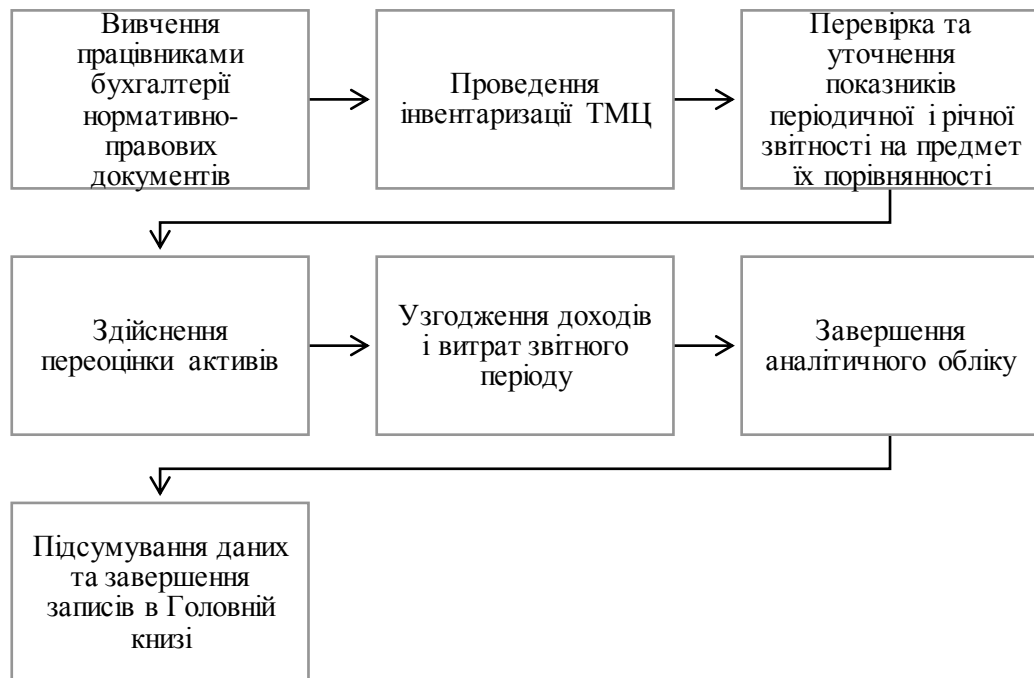 Вивчення
працівниками
бухгалтерії
нормативно-
правових
документів
Проведення
інвентаризації ТМЦ
Перевірка та
уточнення
показників
періодичної і річної
звітності на предмет
їх порівнянності
Здійснення
переоцінки активів
Узгодження доходів
і витрат звітного
періоду
Завершення
аналітичного обліку
Підсумування даних
та завершення
записів в Головній
книзі